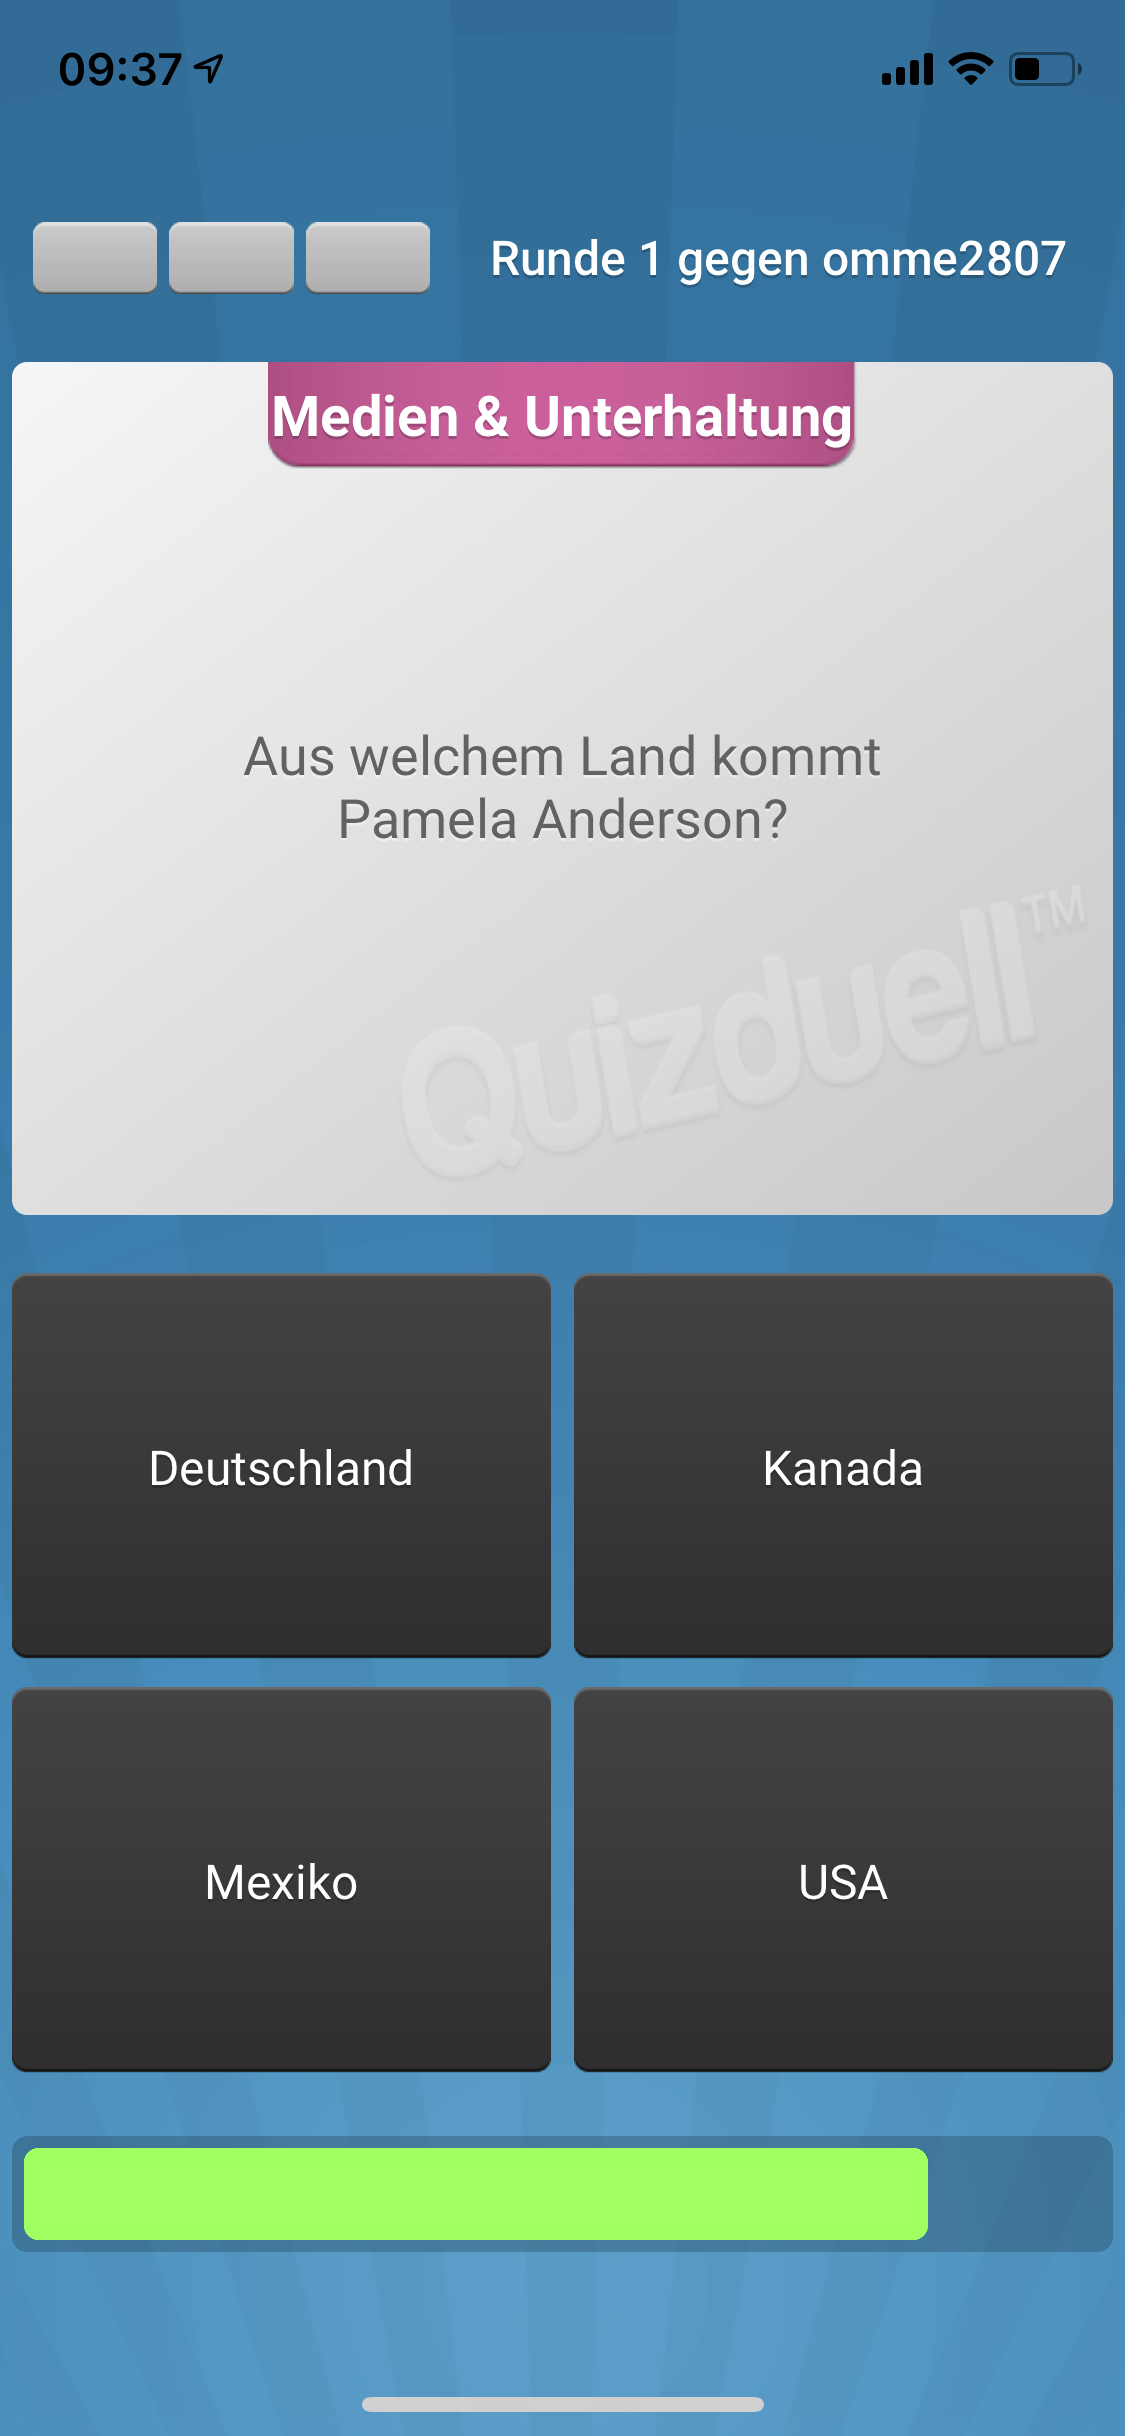 09:37
Runde 1 gegen omme2807
Medien & Unterhaltung
Aus welchem Land kommt
Pamela Anderson?
Quizduell™
Deutschland
Kanada
Mexiko
USA